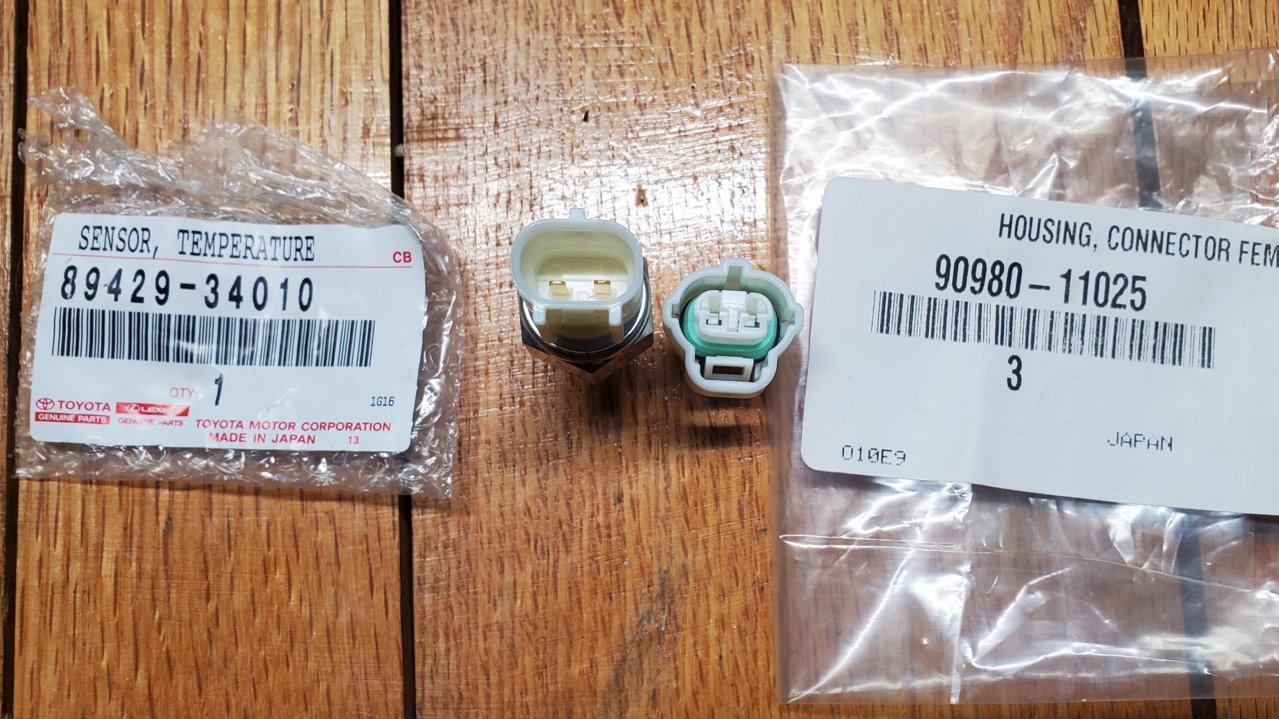 SENSOR, TEMPERATURE
CB
89429-34010
QTY. 1
1G16
TOYOTA LEXUS
GENUINE PARTS GENUINE PARTS
TOYOTA MOTOR CORPORATION
MADE IN JAPAN 13
HOUSING, CONNECTOR FEM
90980-11025
3
JAPAN
010E9